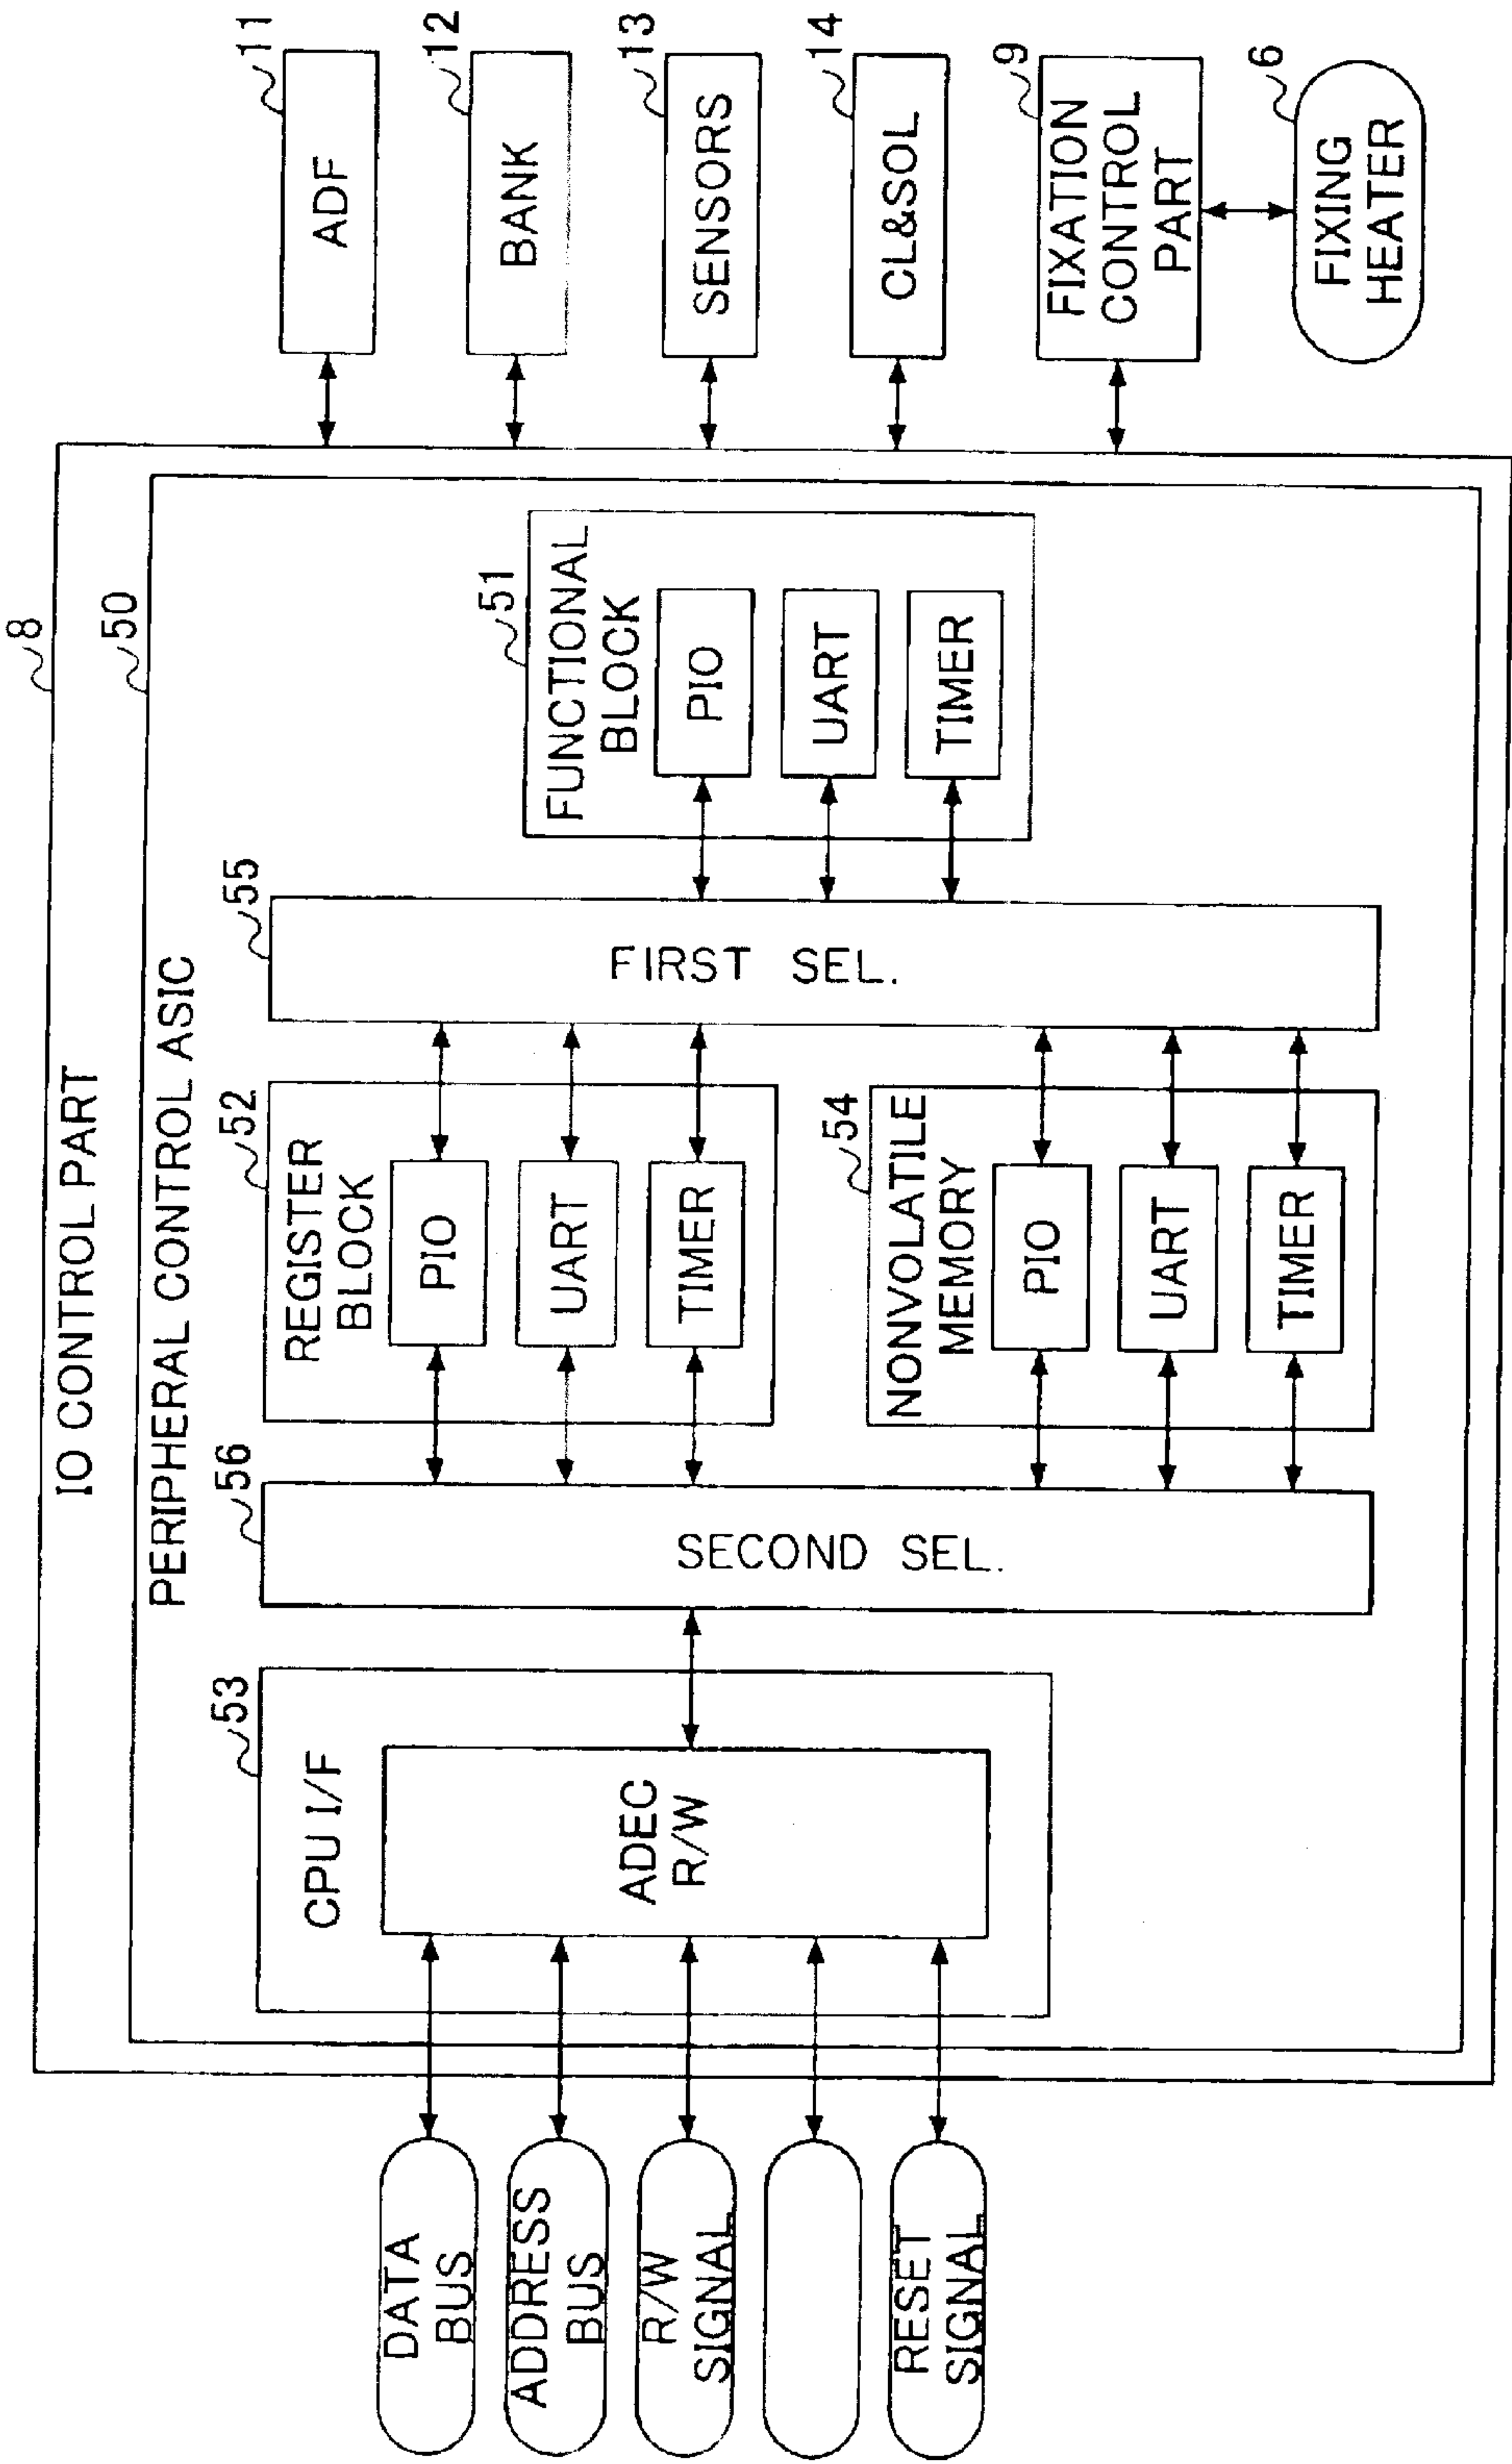 8
IO CONTROL PART
50
PERIPHERAL CONTROL ASIC
53
CPU I/F
ADEC
R/W
56
SECOND SEL.
52
REGISTER
BLOCK
PIO
UART
TIMER
54
NONVOLATILE
MEMORY
PIO
UART
TIMER
55
FIRST SEL.
51
FUNCTIONAL
BLOCK
PIO
UART
TIMER
DATA
BUS
ADDRESS
BUS
R/W
SIGNAL
RESET
SIGNAL
11
ADF
12
BANK
13
SENSORS
14
CL&SOL
9
FIXATION
CONTROL
PART
6
FIXING
HEATER